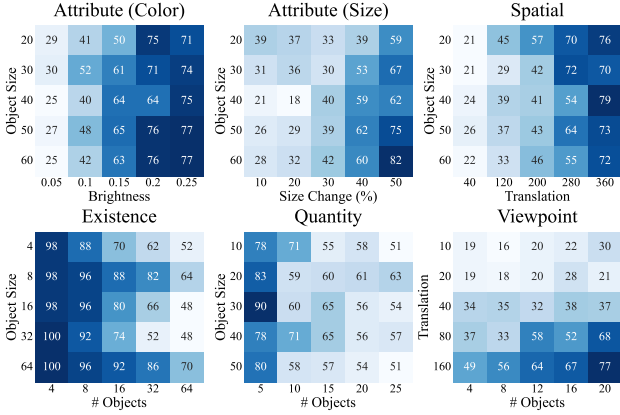 Attribute (Color) Attribute (Size) Spatial
20 29 41 50 75 71 20 39 37 33 39 59 20 21 45 57 70 76
30 30 52 61 71 74 30 31 36 30 53 67 30 21 29 42 72 70
40 25 40 64 64 75 40 21 18 40 59 62 40 24 39 41 54 79
50 27 48 65 76 77 50 26 29 39 62 75 50 26 37 43 64 73
60 25 42 63 76 77 60 28 32 42 60 82 60 22 33 46 55 72
Object Size Object Size Object Size
0.05 0.1 0.15 0.2 0.25 10 20 30 40 50 40 120 200 280 360
Brightness Size Change (%) Translation
Existence Quantity Viewpoint
4 98 88 70 62 52 10 78 71 55 58 51 10 19 16 20 22 30
8 98 96 88 82 64 20 83 59 60 61 63 20 19 18 20 28 21
16 98 96 80 66 48 30 90 60 65 56 54 40 34 35 32 38 37
32 100 92 74 52 48 40 78 71 65 56 57 80 37 33 58 52 68
64 100 96 92 86 70 50 80 58 57 54 51 160 49 56 64 67 77
Object Size Object Size Translation
4 8 16 32 64 5 10 15 20 25 4 8 12 16 20
# Objects # Objects # Objects